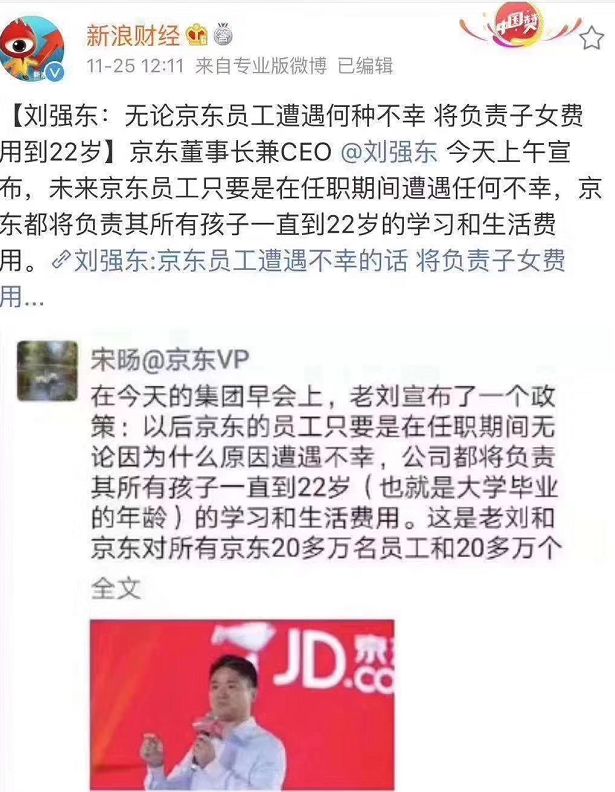 新浪财经
11-25 12:11 来自专业版微博 已编辑
中国赞
【刘强东：无论京东员工遭遇何种不幸 将负责子女费
用到22岁】京东董事长兼CEO @刘强东 今天上午宣
布，未来京东员工只要是在任职期间遭遇任何不幸，京
东都将负责其所有孩子一直到22岁的学习和生活费
用。刘强东:京东员工遭遇不幸的话 将负责子女费
用...
宋旸@京东VP
在今天的集团早会上，老刘宣布了一个政
策：以后京东的员工只要是在任职期间无
论因为什么原因遭遇不幸，公司都将负责
其所有孩子一直到22岁（也就是大学毕业
的年龄）的学习和生活费用。这是老刘和
京东对所有京东20多万名员工和20多万个
全文
JD京东
.co